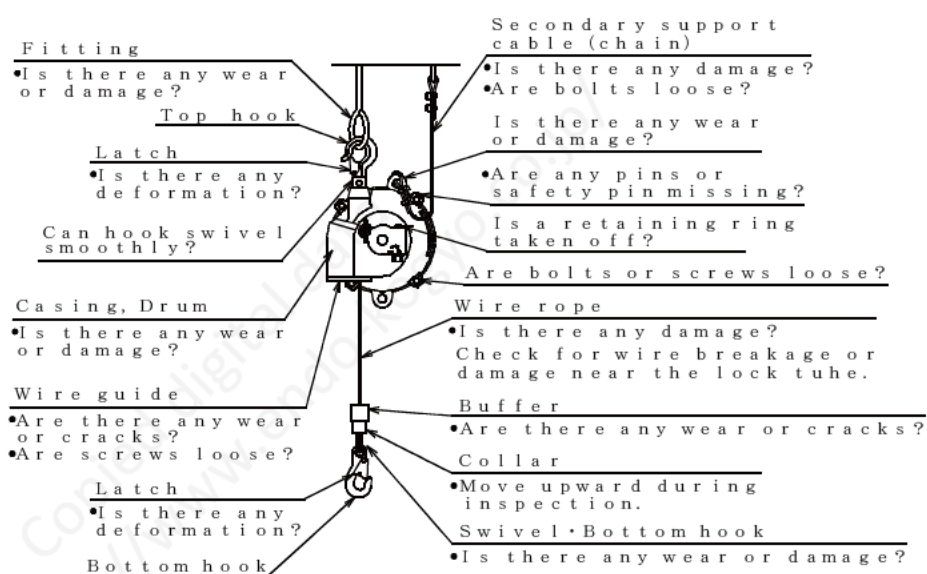 Fitting
•Is there any wear
or damage?
Top hook
Latch
•Is there any
deformation?
Can hook swivel
smoothly?
Casing, Drum
•Is there any wear
or damage?
Wire guide
•Are there any wear
or cracks?
•Are screws loose?
Latch
•Is there any
deformation?
Bottom hook
Secondary support
cable (chain)
•Is there any damage?
•Are bolts loose?
Is there any wear
or damage?
•Are any pins or
safety pin missing?
Is a retaining ring
taken off?
Are bolts or screws loose?
Wire rope
•Is there any damage?
Check for wire breakage or
damage near the lock tuhe.
Buffer
•Are there any wear or cracks?
Collar
•Move upward during
inspection.
Swivel・Bottom hook
•Is there any wear or damage?